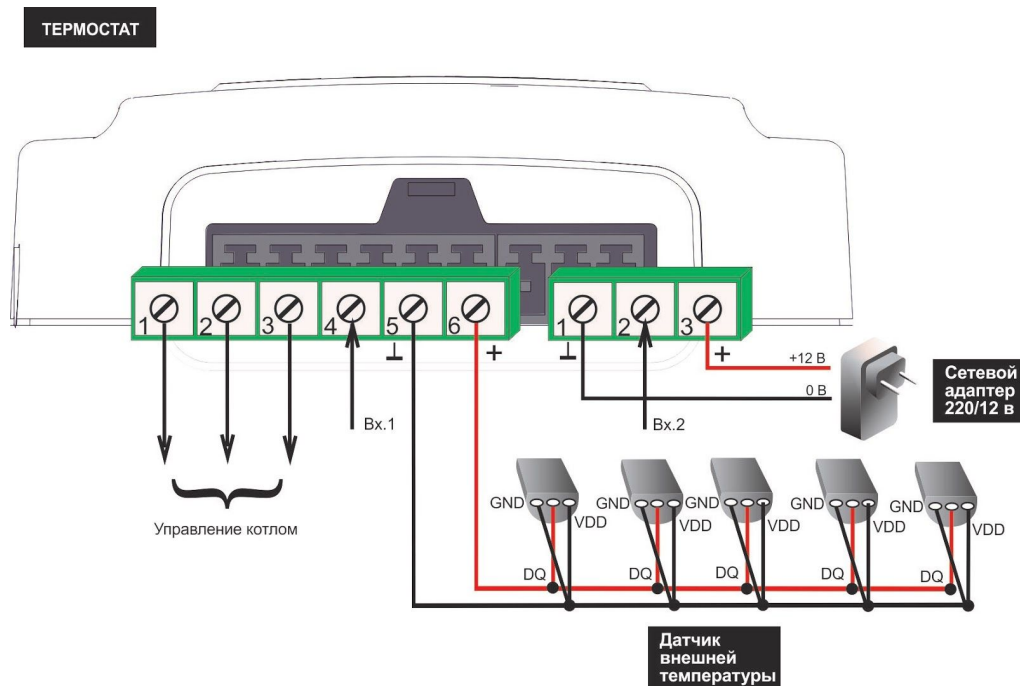 ТЕРМОСТАТ
1 2 3 4 5 6
⊥ +
1 2 3
⊥ +
+12 В
0 В
Сетевой
адаптер
220/12 в
Вх.1
Вх.2
Управление котлом
GND VDD DQ
GND VDD DQ
GND VDD DQ
GND VDD DQ
GND VDD DQ
Датчик
внешней
температуры